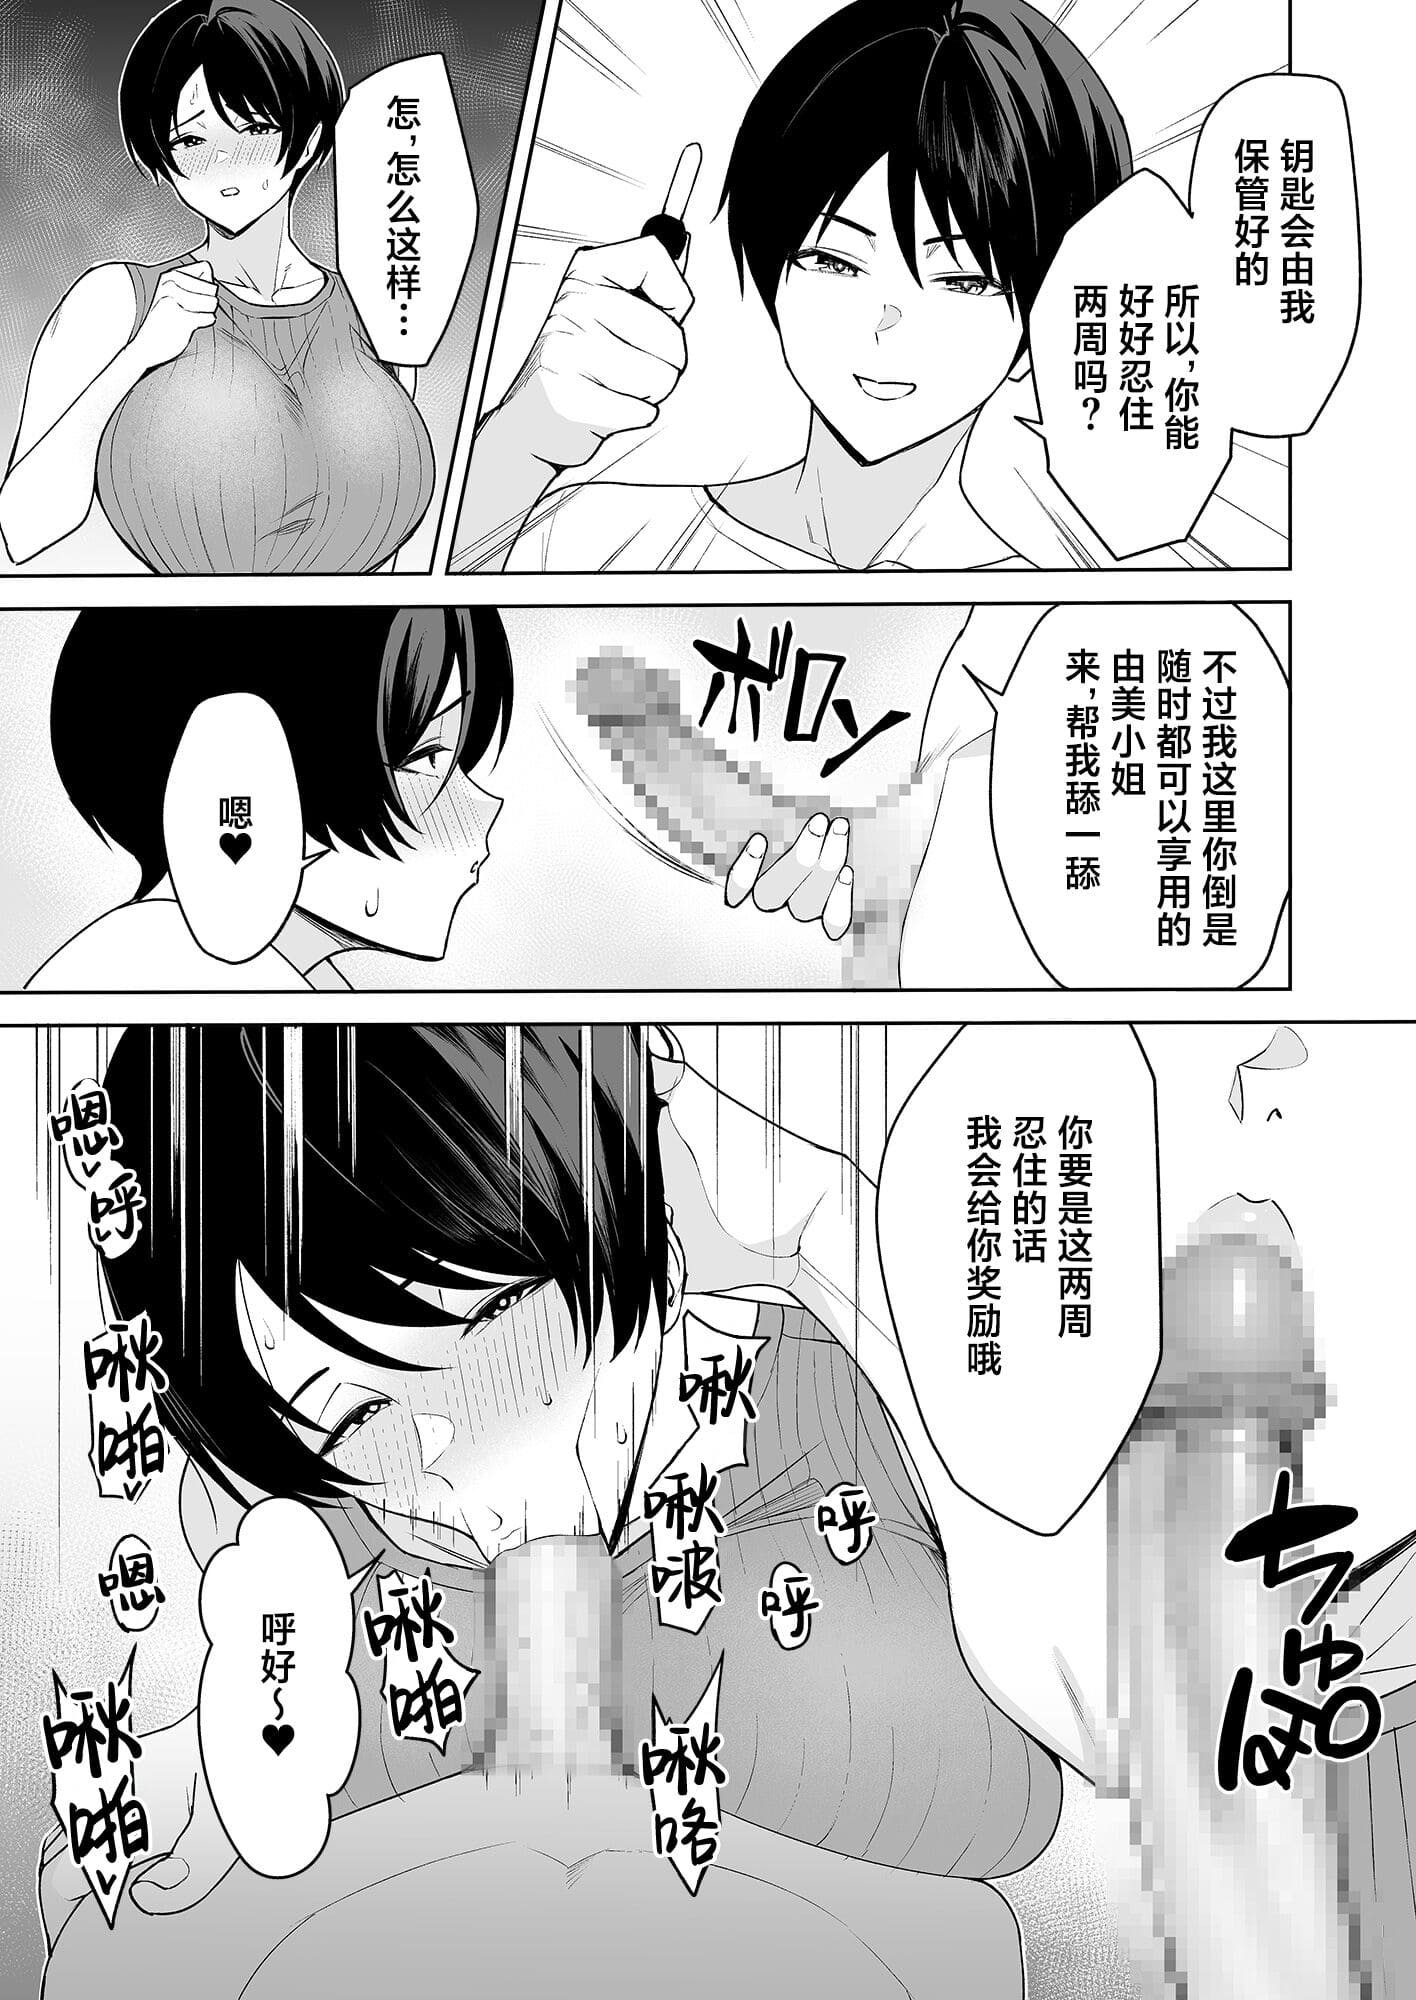 钥匙会由我
保管好的
所以，你能
好好忍住
两周吗？
怎，怎么这样…
不过我这里你倒是
随时都可以享用的
由美小姐
来，帮我舔一舔
ボロン
嗯♥
你要是这两周
忍住的话
我会给你奖励哦
ちゅぱ
嗯♥
呼
啾
啪
啾
啾
波
呼
呼
嗯
呼好～♥
啾
啪
啾
啪
啾
咯